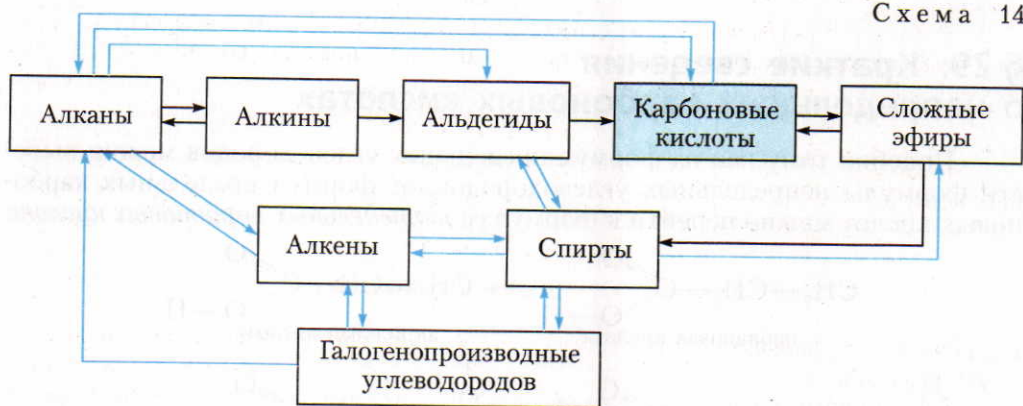 Схема 14
Алканы
Алкины
Альдегиды
Карбоновые
кислоты
Сложные
эфиры
Алкены
Спирты
Галогенопроизводные
углеводородов